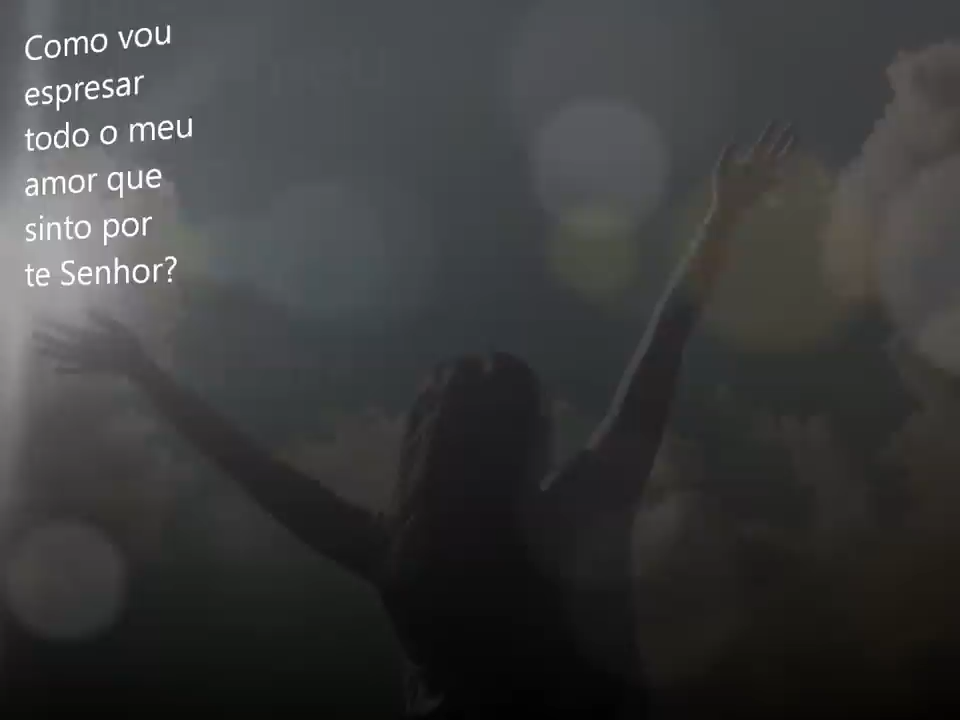 Como vou
espresar
todo o meu
amor que
sinto por
te Senhor?